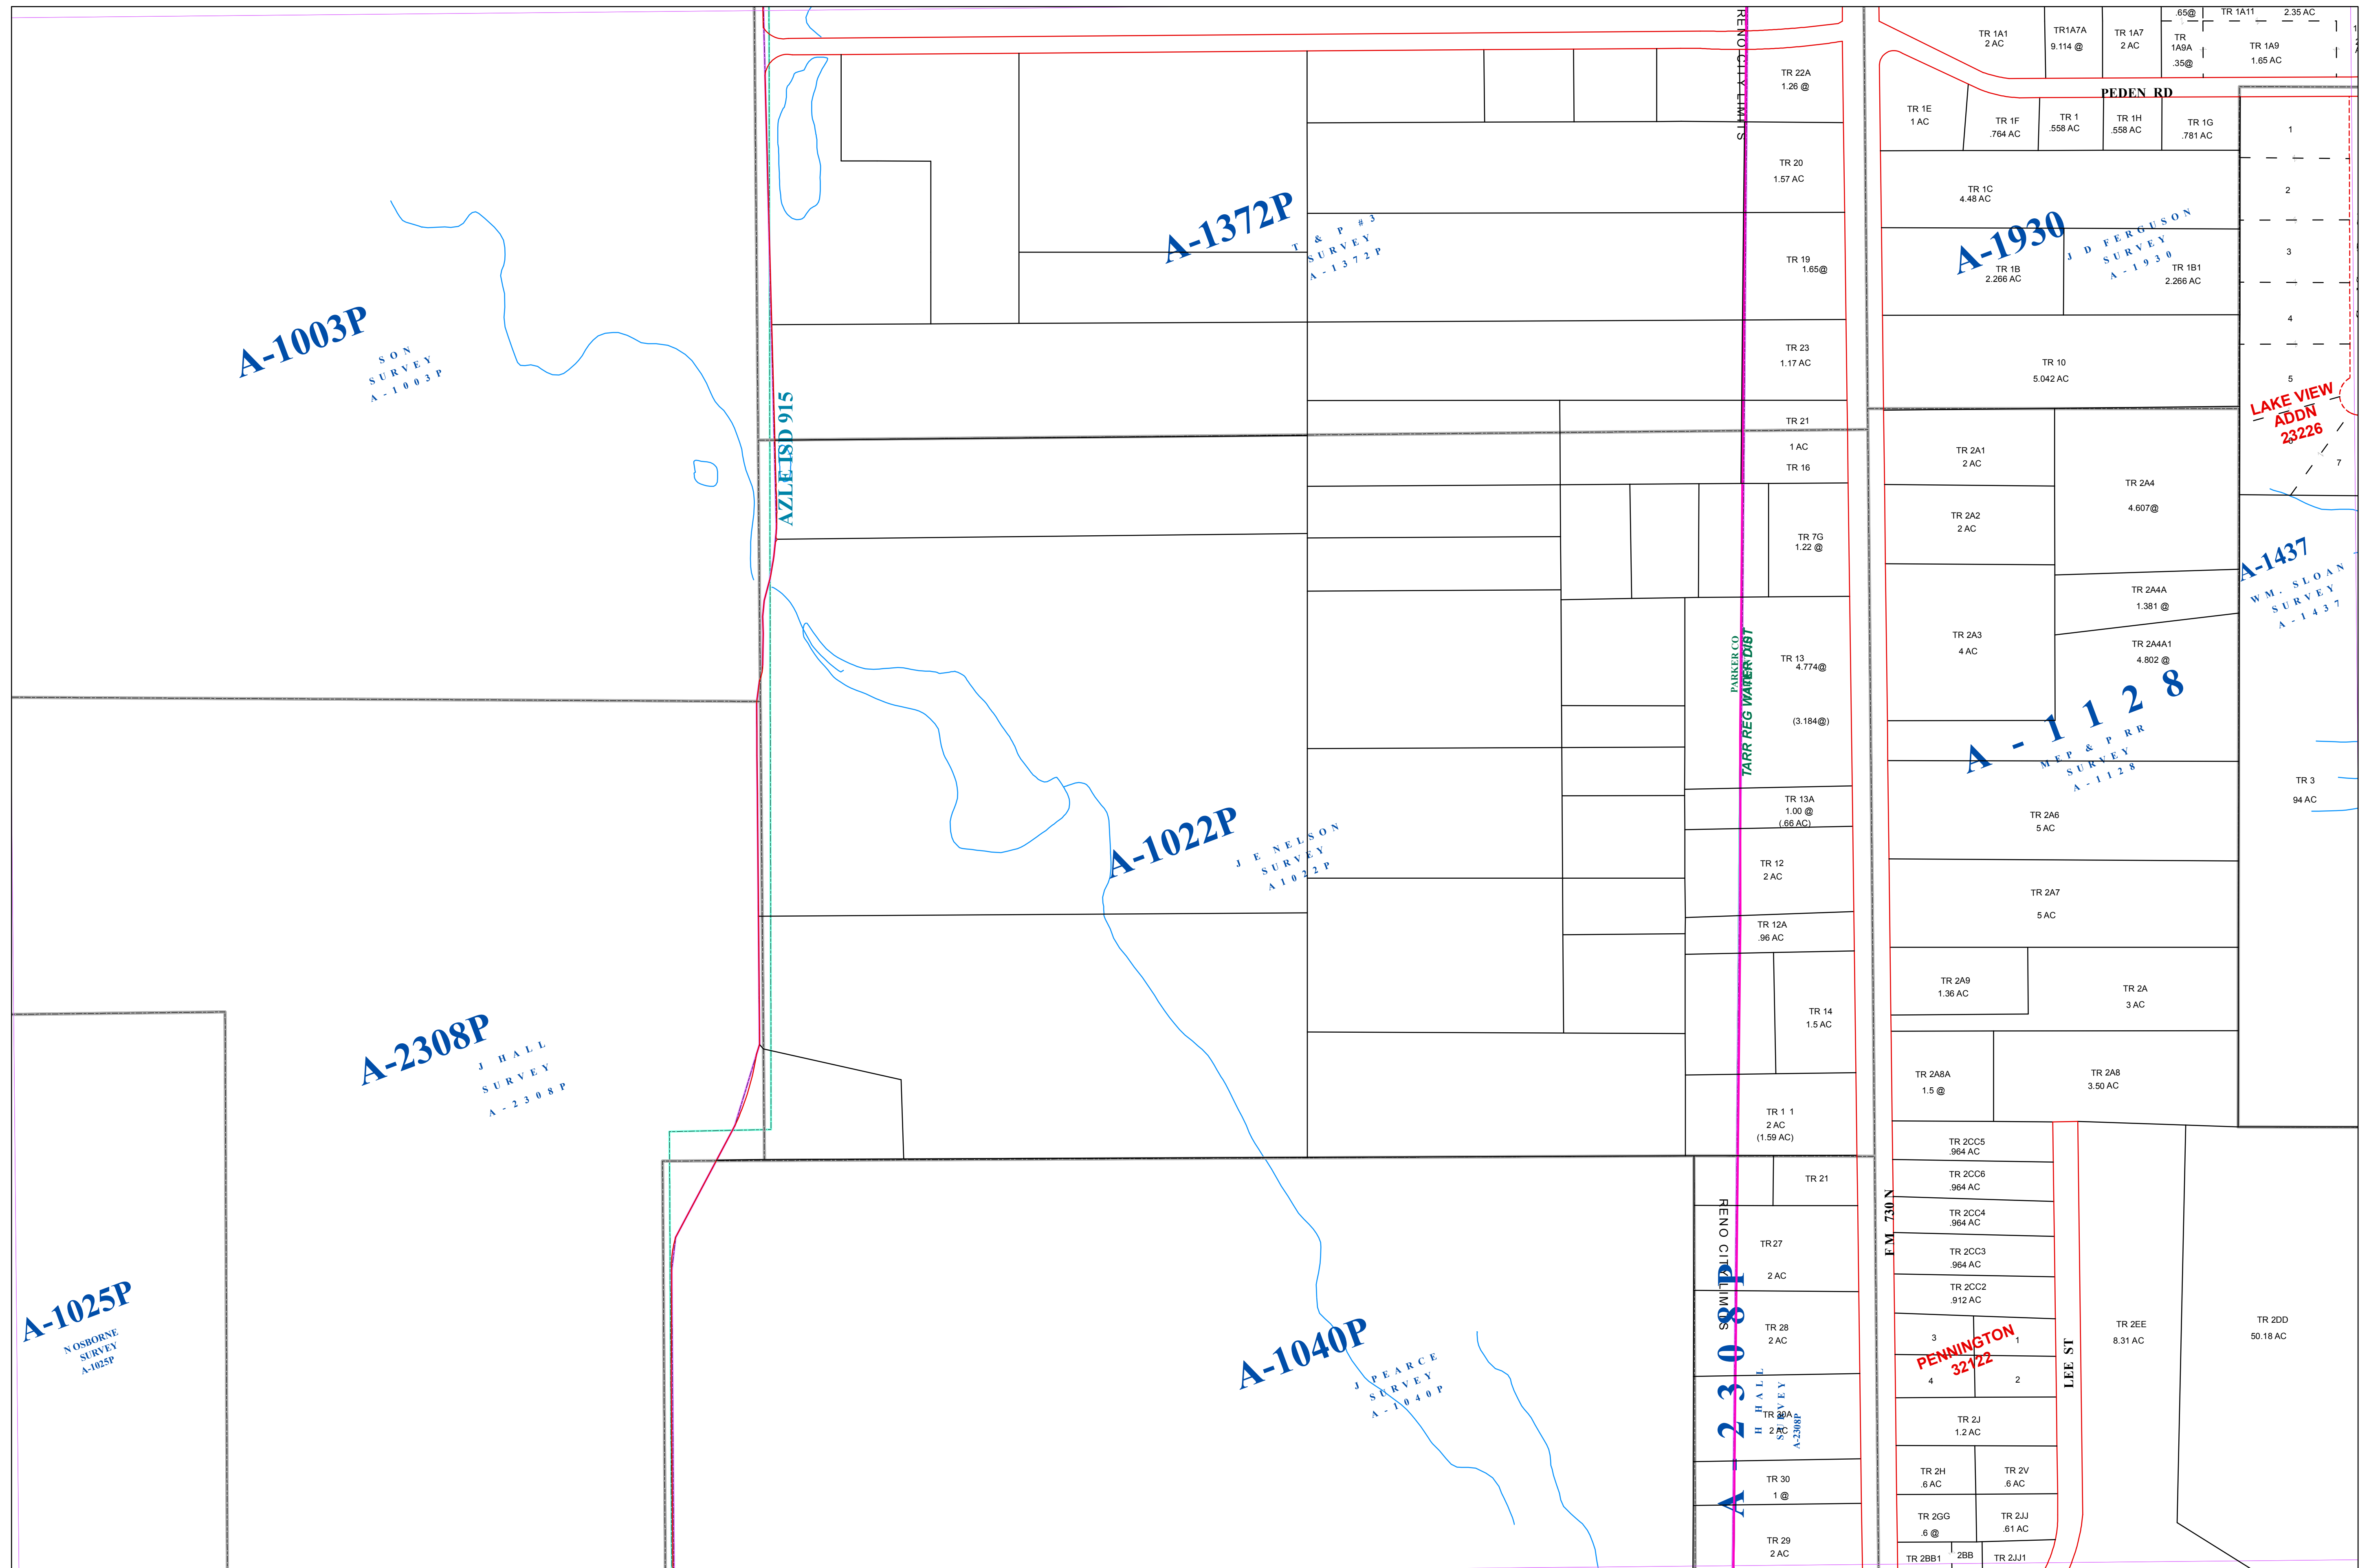 RENO CITY LIMITS
TR 1A1
2 AC
TR1A7A
9.114 @
TR 1A7
2 AC
.65@
TR 1A11
2.35 AC
TR
1A9A
.35@
TR 1A9
1.65 AC
PEDEN RD
TR 22A
1.26 @
TR 20
1.57 AC
TR 19
1.65@
TR 23
1.17 AC
TR 21
1 AC
TR 16
TR 7G
1.22 @
TR 13
4.774@
(3.184@)
TR 13A
1.00 @
(.66 AC)
TR 12
2 AC
TR 12A
.96 AC
TR 14
1.5 AC
TR 1 1
2 AC
(1.59 AC)
TR 21
TR 27
2 AC
TR 28
2 AC
TR 30A
2 AC
TR 30
1 @
TR 29
2 AC
TR 1E
1 AC
TR 1F
.764 AC
TR 1
.558 AC
TR 1H
.558 AC
TR 1G
.781 AC
TR 1C
4.48 AC
A-1930
J D FERGUSON
SURVEY
A-1930
TR 1B
2.266 AC
TR 1B1
2.266 AC
TR 10
5.042 AC
1
2
3
4
5
6
7
LAKE VIEW
ADDN
23226
TR 2A1
2 AC
TR 2A2
2 AC
TR 2A4
4.607@
TR 2A4A
1.381 @
TR 2A3
4 AC
TR 2A4A1
4.802 @
A-1437
WM. SLOAN
SURVEY
A-1437
A-1128
MEP & P RR
SURVEY
A-1128
TR 3
94 AC
TR 2A6
5 AC
TR 2A7
5 AC
TR 2A9
1.36 AC
TR 2A
3 AC
TR 2A8A
1.5 @
TR 2A8
3.50 AC
TR 2CC5
.964 AC
TR 2CC6
.964 AC
TR 2CC4
.964 AC
TR 2CC3
.964 AC
TR 2CC2
.912 AC
3
1
PENNINGTON
32122
4
2
TR 2J
1.2 AC
TR 2H
.6 AC
TR 2V
.6 AC
TR 2GG
.6 @
TR 2JJ
.61 AC
TR 2BB1
2BB
TR 2JJ1
TR 2EE
8.31 AC
TR 2DD
50.18 AC
LEE ST
FM 730 N
A-1372P
T & P #3
SURVEY
A-1372P
A-1003P
SON
SURVEY
A-1003P
AZLE ISD 915
PARKER CO
TARR REG WATER DIST
A-1022P
J E NELSON
SURVEY
A1022P
A-2308P
J HALL
SURVEY
A-2308P
A-1025P
N OSBORNE
SURVEY
A-1025P
A-1040P
J PEARCE
SURVEY
A-1040P
RENO CITY LIMITS
A-2308P
H HALL
SURVEY
A-2308P